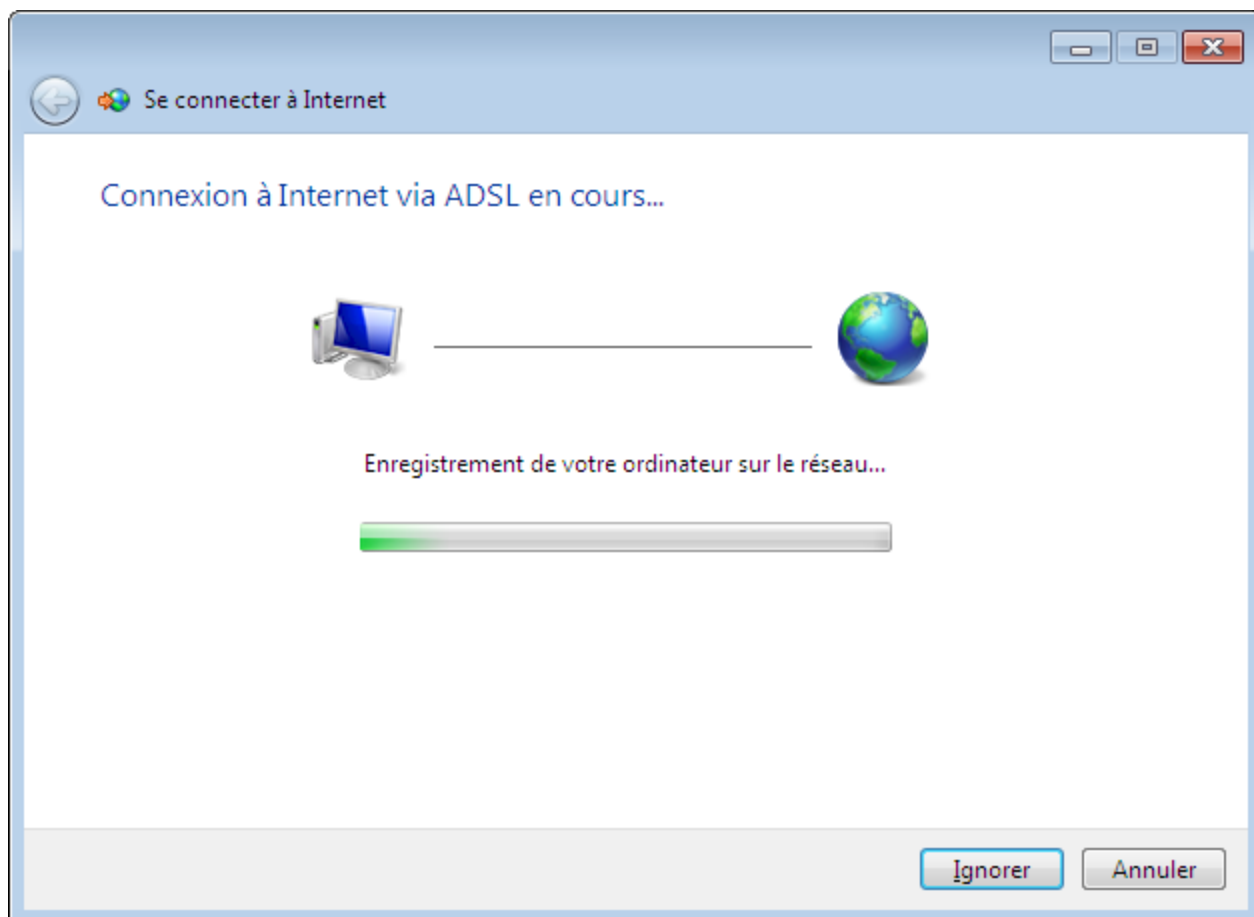 Se connecter à Internet
Connexion à Internet via ADSL en cours...
Enregistrement de votre ordinateur sur le réseau...
Ignorer Annuler